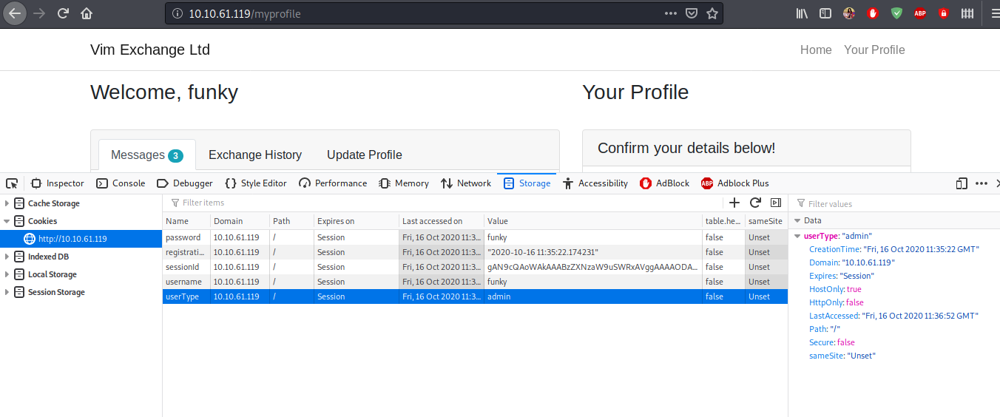 10.10.61.119/myprofile
ABP
Vim Exchange Ltd
Home Your Profile
Welcome, funky
Your Profile
Messages 3 Exchange History Update Profile
Confirm your details below!
Inspector Console Debugger Style Editor Performance Memory Network Storage Accessibility AdBlock ABP Adblock Plus
Cache Storage
Cookies
http://10.10.61.119
Indexed DB
Local Storage
Session Storage
Filter items
Name Domain Path Expires on Last accessed on Value table.he... sameSite
password 10.10.61.119 / Session Fri, 16 Oct 2020 11:3... funky false Unset
registrati... 10.10.61.119 / Session Fri, 16 Oct 2020 11:3... "2020-10-16 11:35:22.174231" false Unset
sessionId 10.10.61.119 / Session Fri, 16 Oct 2020 11:3... gAN9cQAoWAkAAABzZXNzaW9uSWRxAVggAAAAODA... false Unset
username 10.10.61.119 / Session Fri, 16 Oct 2020 11:3... funky false Unset
userType 10.10.61.119 / Session Fri, 16 Oct 2020 11:3... admin false Unset
Filter values
Data
userType: "admin"
CreationTime: "Fri, 16 Oct 2020 11:35:22 GMT"
Domain: "10.10.61.119"
Expires: "Session"
HostOnly: true
HttpOnly: false
LastAccessed: "Fri, 16 Oct 2020 11:36:52 GMT"
Path: "/"
Secure: false
sameSite: "Unset"